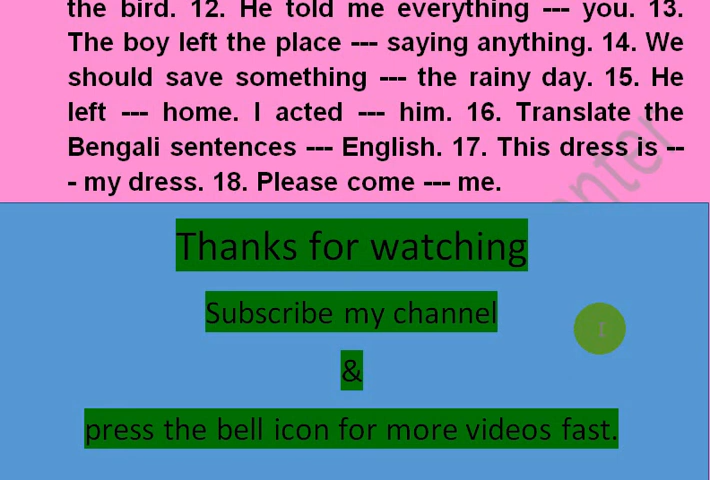 the bird. 12. He told me everything --- you. 13.
The boy left the place --- saying anything. 14. We
should save something --- the rainy day. 15. He
left --- home. I acted --- him. 16. Translate the
Bengali sentences --- English. 17. This dress is --
- my dress. 18. Please come --- me.
Thanks for watching
Subscribe my channel
&
press the bell icon for more videos fast.